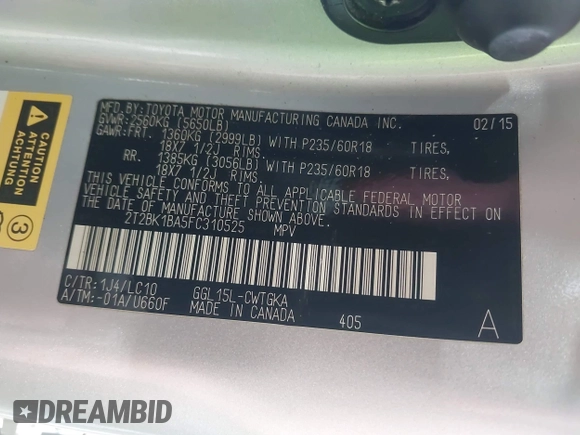 MFD.BY:TOYOTA MOTOR MANUFACTURING CANADA INC. 02/15
GVWR:2560KG (5650LB)
GAWR:FRT. 1360KG (2999LB) WITH P235/60R18 TIRES,
18X7 1/2J RIMS.
RR. 1385KG (3056LB) WITH P235/60R18 TIRES,
18X7 1/2J RIMS.
THIS VEHICLE CONFORMS TO ALL APPLICABLE FEDERAL MOTOR
VEHICLE SAFETY AND THEFT PREVENTION STANDARDS IN EFFECT ON
THE DATE OF MANUFACTURE SHOWN ABOVE.
2T2BK1BA5FC310525 MPV
C/TR:1J4/LC10 GGL15L-CWTGKA
A/TM:-01A/U660F MADE IN CANADA 405 A
CAUTION
ATTENTION
ACHTUNG
3
DREAMBID